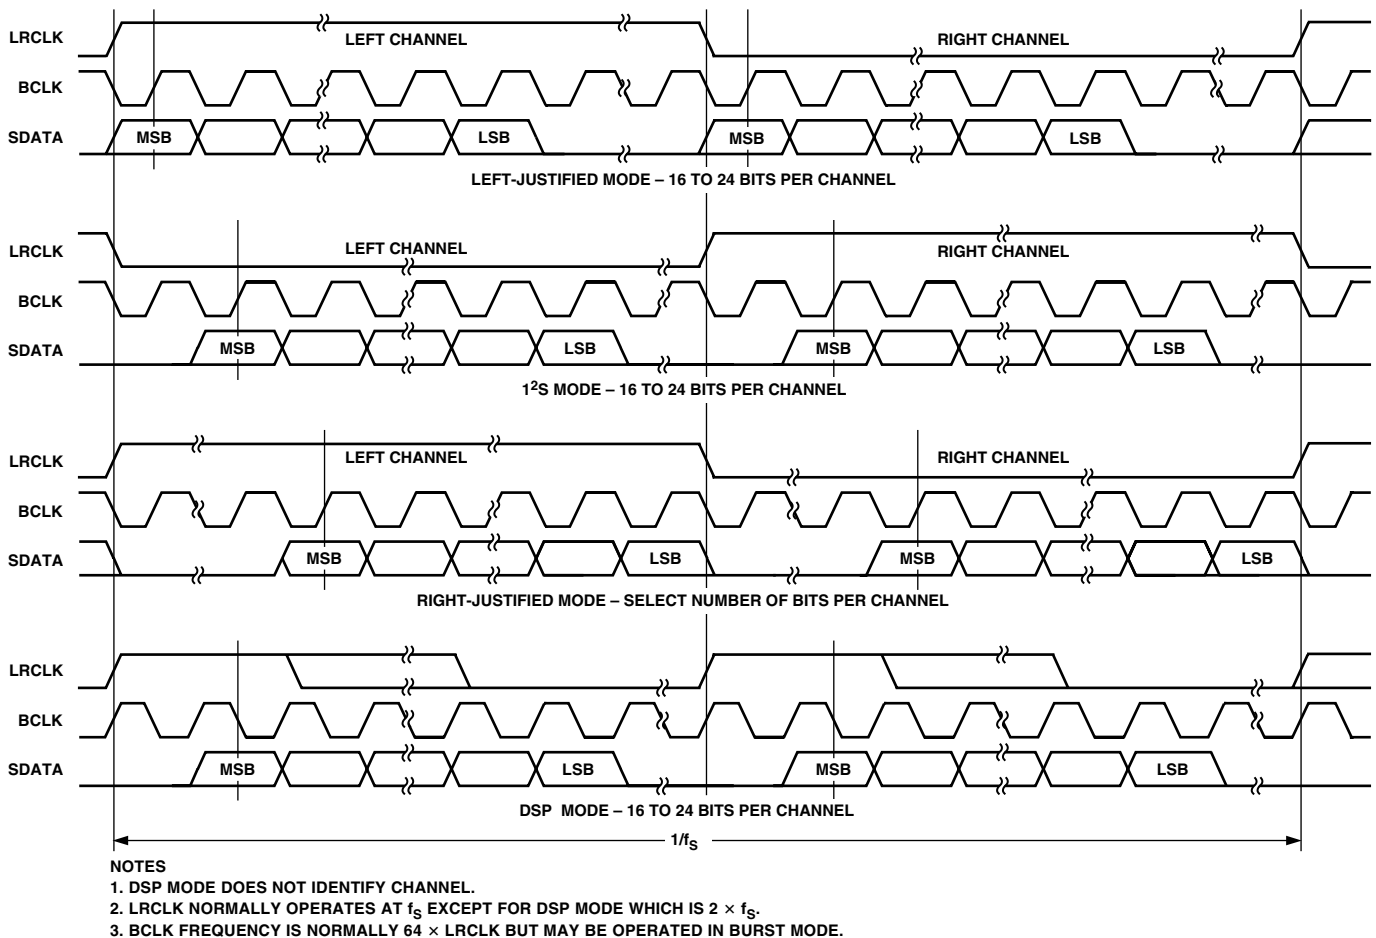 LRCLK LEFT CHANNEL RIGHT CHANNEL
BCLK
SDATA MSB LSB MSB LSB
LEFT-JUSTIFIED MODE – 16 TO 24 BITS PER CHANNEL
LRCLK LEFT CHANNEL RIGHT CHANNEL
BCLK
SDATA MSB LSB MSB LSB
1²S MODE – 16 TO 24 BITS PER CHANNEL
LRCLK LEFT CHANNEL RIGHT CHANNEL
BCLK
SDATA MSB LSB MSB LSB
RIGHT-JUSTIFIED MODE – SELECT NUMBER OF BITS PER CHANNEL
LRCLK
BCLK
SDATA MSB LSB MSB LSB
DSP MODE – 16 TO 24 BITS PER CHANNEL
1/fS
NOTES
1. DSP MODE DOES NOT IDENTIFY CHANNEL.
2. LRCLK NORMALLY OPERATES AT fS EXCEPT FOR DSP MODE WHICH IS 2 × fS.
3. BCLK FREQUENCY IS NORMALLY 64 × LRCLK BUT MAY BE OPERATED IN BURST MODE.